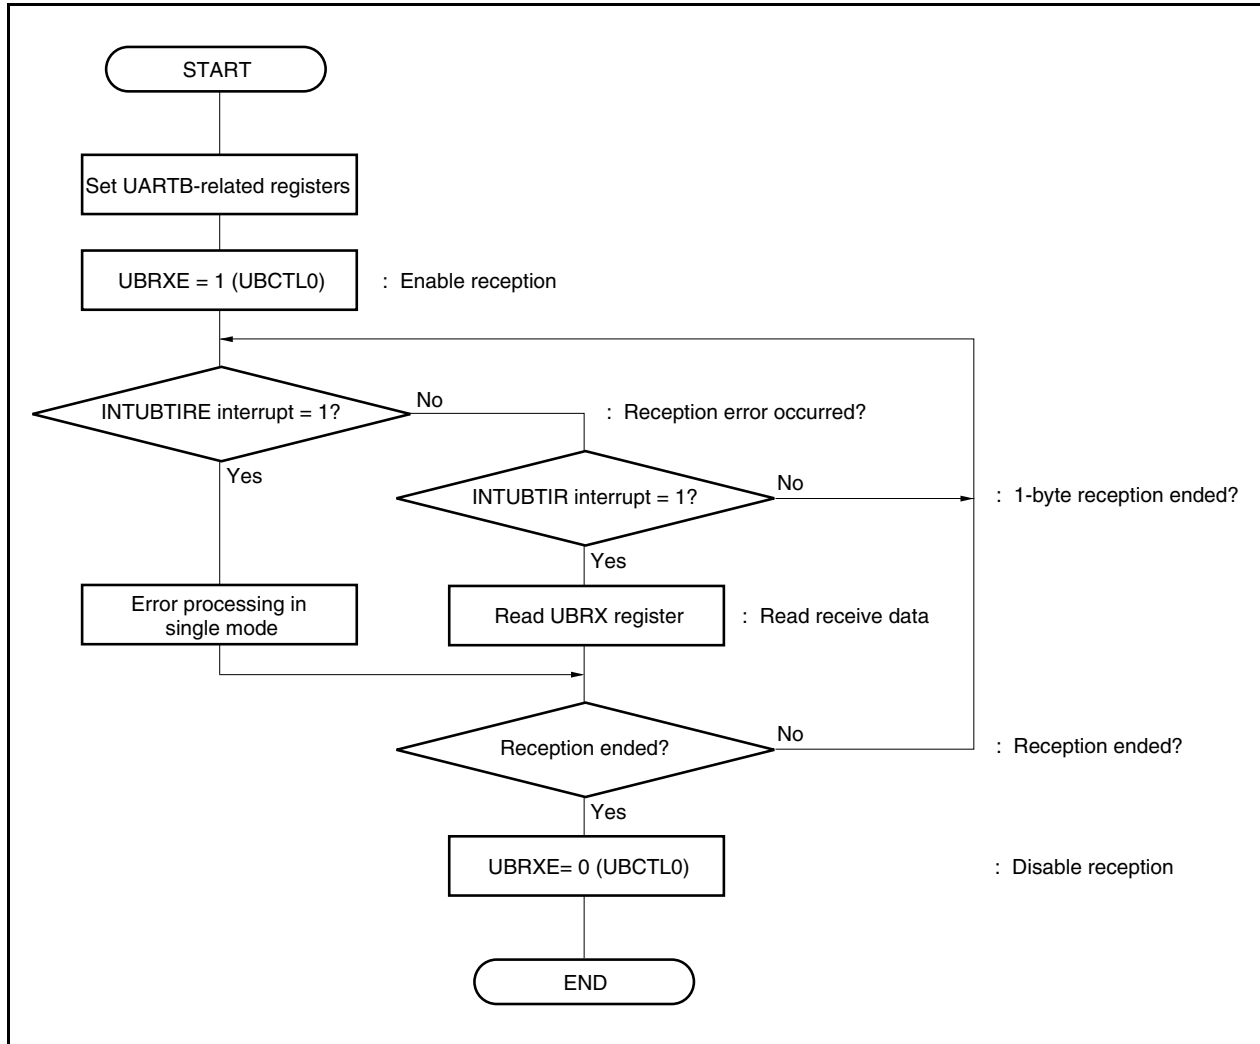 START
Set UARTB-related registers
UBRXE = 1 (UBCTL0)
: Enable reception
INTUBTIRE interrupt = 1?
No
: Reception error occurred?
Yes
INTUBTIR interrupt = 1?
No
: 1-byte reception ended?
Yes
Error processing in
single mode
Read UBRX register
: Read receive data
Reception ended?
No
: Reception ended?
Yes
UBRXE= 0 (UBCTL0)
: Disable reception
END